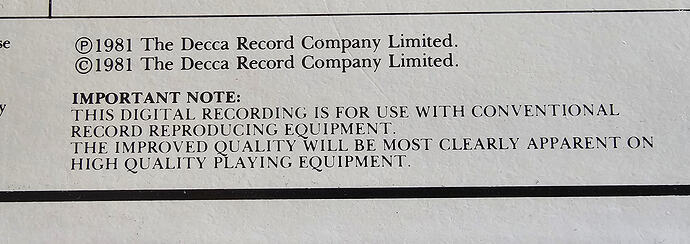 se
℗1981 The Decca Record Company Limited.
©1981 The Decca Record Company Limited.
y
IMPORTANT NOTE:
THIS DIGITAL RECORDING IS FOR USE WITH CONVENTIONAL
RECORD REPRODUCING EQUIPMENT.
THE IMPROVED QUALITY WILL BE MOST CLEARLY APPARENT ON
HIGH QUALITY PLAYING EQUIPMENT.